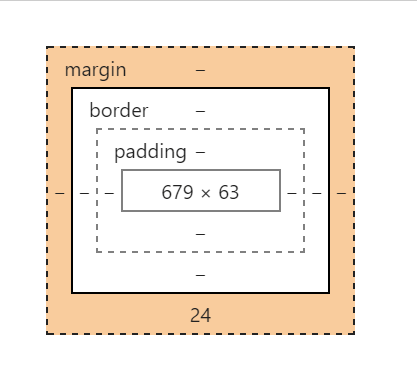 margin –
border –
padding –
– – – 679 × 63 – – –
–
–
24